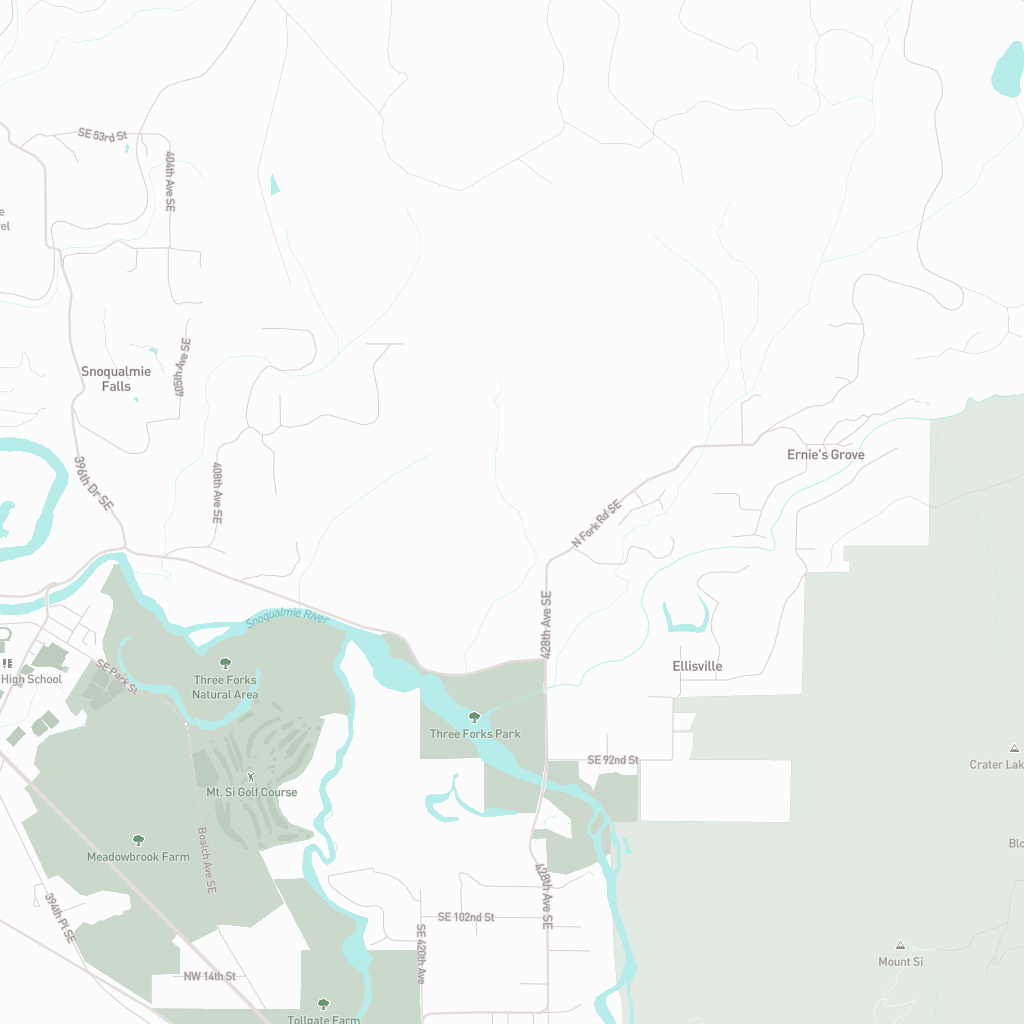 SE 53rd St
404th Ave SE
405th Ave SE
Snoqualmie
Falls
396th Dr SE
408th Ave SE
Ernie's Grove
N Fork Rd SE
428th Ave SE
Snoqualmie River
High School
SE Park St
Three Forks
Natural Area
Ellisville
Three Forks Park
SE 92nd St
Crater Lak
Mt. Si Golf Course
Boalch Ave SE
Meadowbrook Farm
Blo
428th Ave SE
394th Pl SE
SE 102nd St
SE 420th Ave
Mount Si
NW 14th St
Tollgate Farm